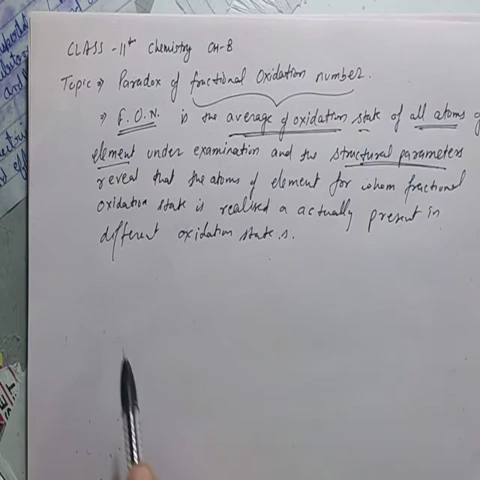 CLASS - 11th Chemistry CH-8
Topic ⇒ Paradox of fractional Oxidation number.
⇒ F.O.N. is the average of oxidation state of all atoms of
element under examination and the structural parameters
reveal that the atoms of element for whom fractional
oxidation state is realised a actually present in
different oxidation state.s.